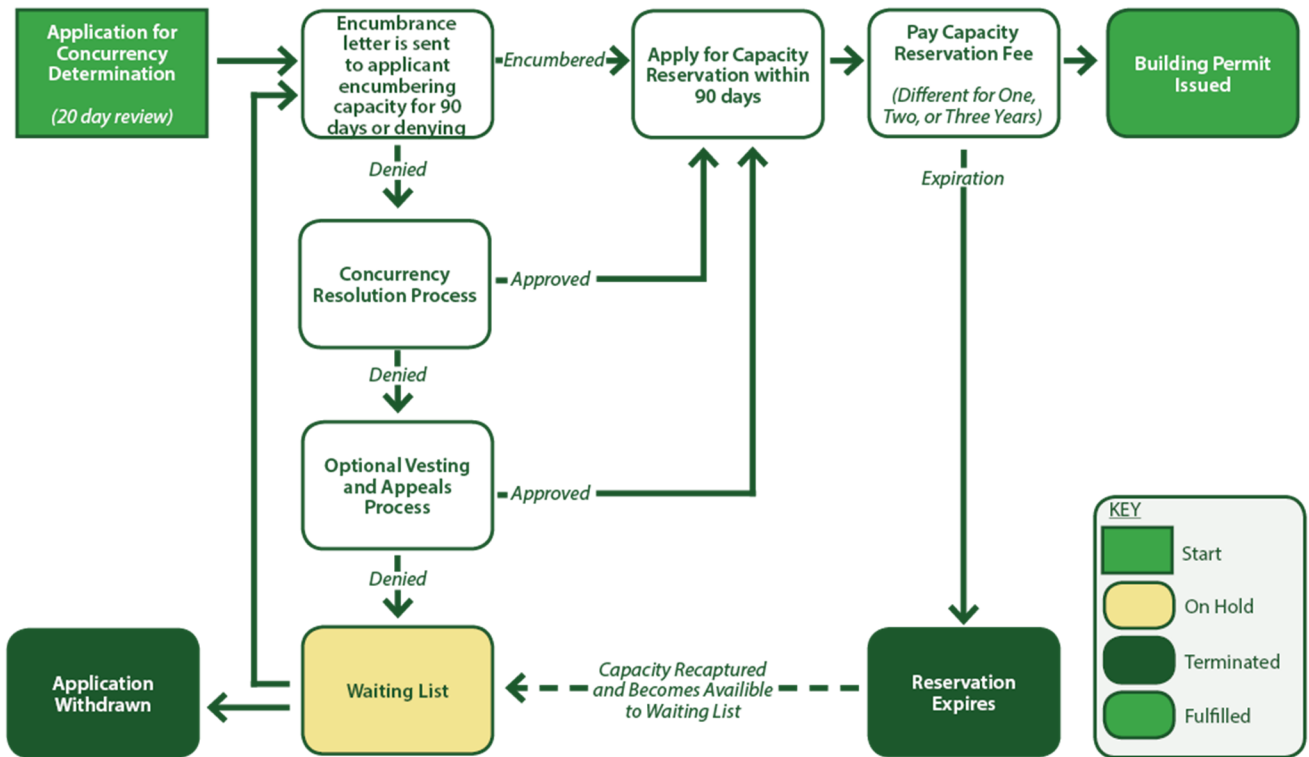 Application for
Concurrency
Determination
(20 day review)
Encumbrance
letter is sent
to applicant
encumbering
capacity for 90
days or denying
Encumbered
Apply for Capacity
Reservation within
90 days
Pay Capacity
Reservation Fee
(Different for One,
Two, or Three Years)
Building Permit
Issued
Denied
Expiration
Concurrency
Resolution Process
Approved
Denied
Optional Vesting
and Appeals
Process
Approved
Denied
Application
Withdrawn
Waiting List
Capacity Recaptured
and Becomes Availible
to Waiting List
Reservation
Expires
KEY
Start
On Hold
Terminated
Fulfilled